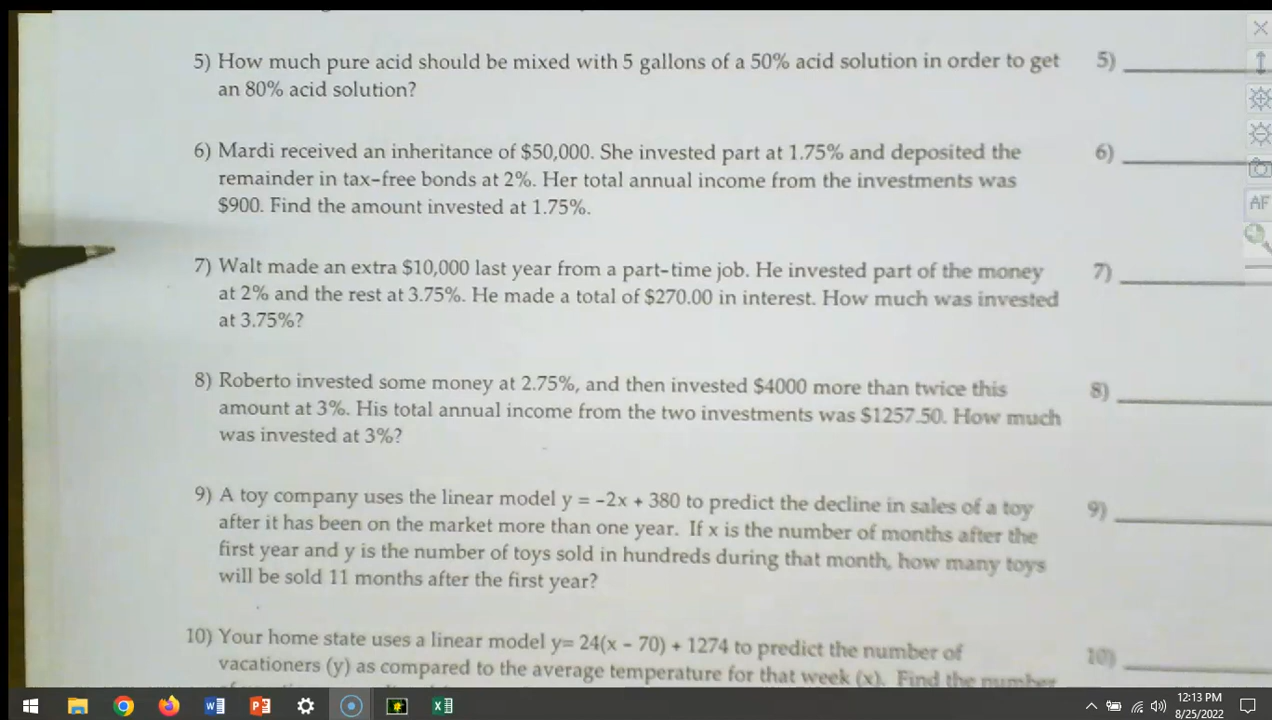 5) How much pure acid should be mixed with 5 gallons of a 50% acid solution in order to get 5)
an 80% acid solution?
6) Mardi received an inheritance of $50,000. She invested part at 1.75% and deposited the 6)
remainder in tax-free bonds at 2%. Her total annual income from the investments was
$900. Find the amount invested at 1.75%.
AF
7) Walt made an extra $10,000 last year from a part-time job. He invested part of the money 7)
at 2% and the rest at 3.75%. He made a total of $270.00 in interest. How much was invested
at 3.75%?
8) Roberto invested some money at 2.75%, and then invested $4000 more than twice this 8)
amount at 3%. His total annual income from the two investments was $1257.50. How much
was invested at 3%?
9) A toy company uses the linear model y = -2x + 380 to predict the decline in sales of a toy 9)
after it has been on the market more than one year. If x is the number of months after the
first year and y is the number of toys sold in hundreds during that month, how many toys
will be sold 11 months after the first year?
10) Your home state uses a linear model y= 24(x - 70) + 1274 to predict the number of 10)
vacationers (y) as compared to the average temperature for that week (x). Find the number
12:13 PM
8/25/2022